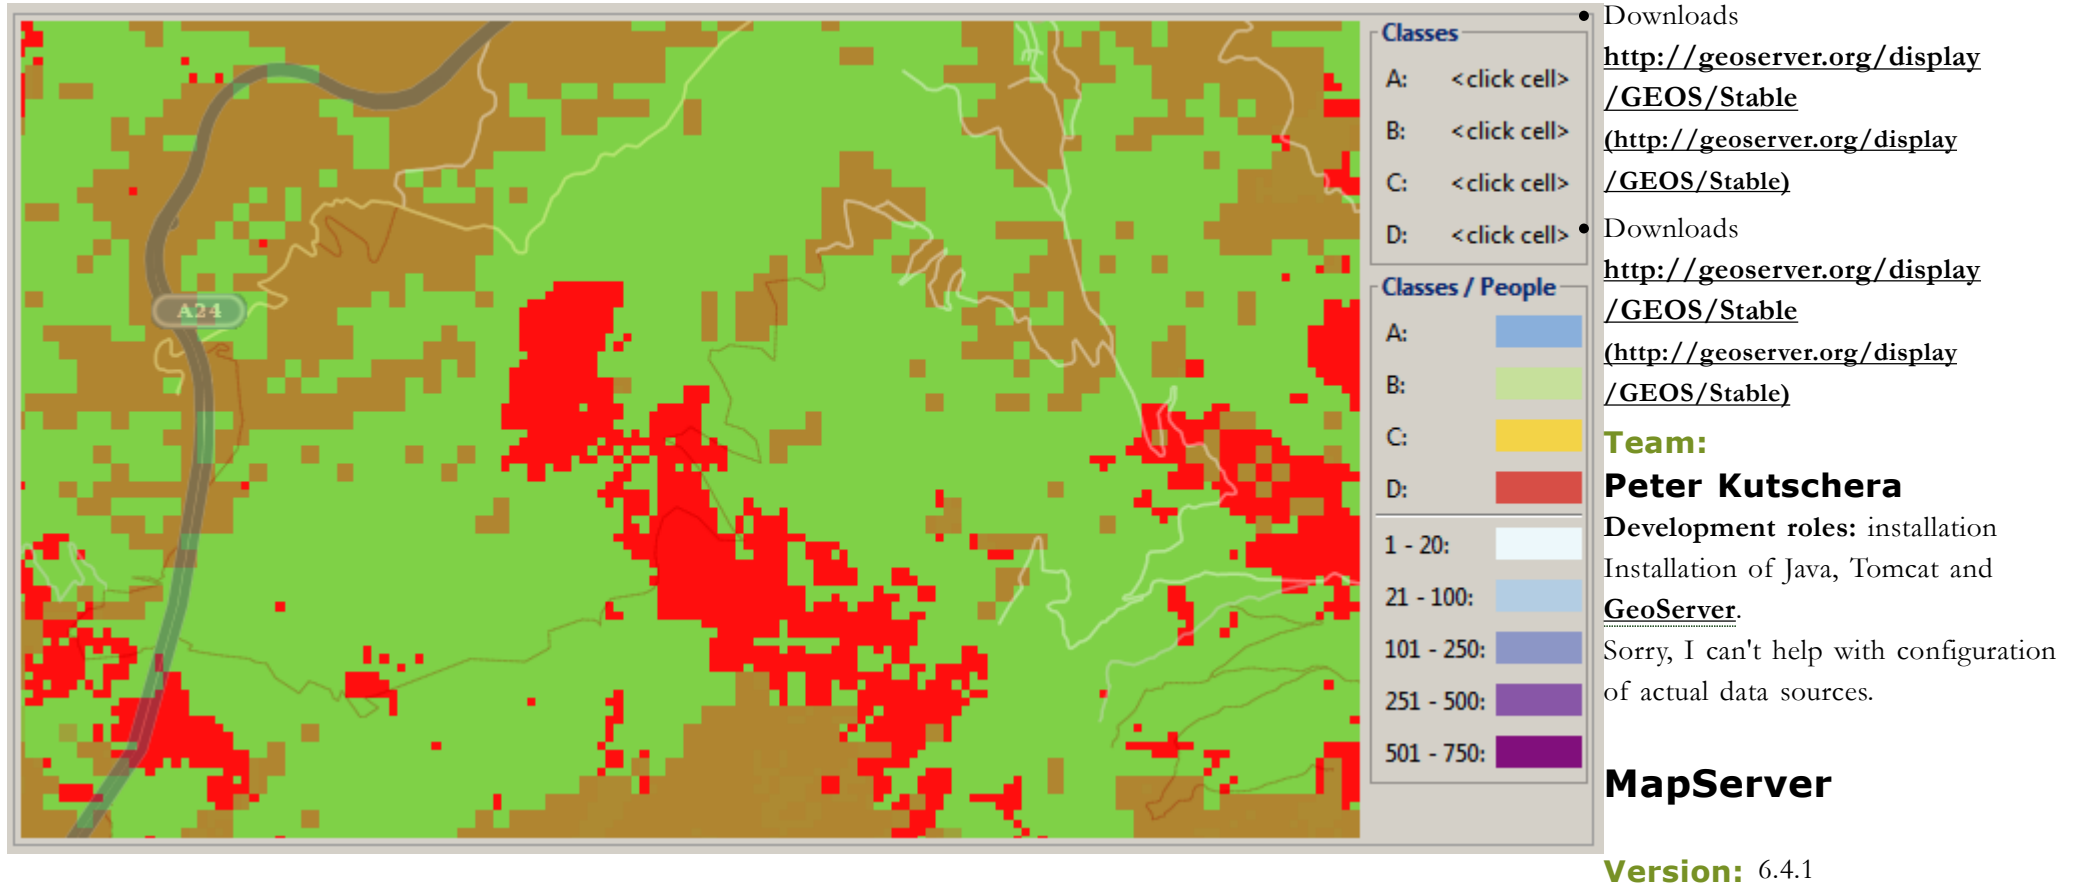 A24
Classes
A: <click cell>
B: <click cell>
C: <click cell>
D: <click cell>
Classes / People
A:
B:
C:
D:
1 - 20:
21 - 100:
101 - 250:
251 - 500:
501 - 750:
• Downloads
http://geoserver.org/display
/GEOS/Stable
(http://geoserver.org/display
/GEOS/Stable)
• Downloads
http://geoserver.org/display
/GEOS/Stable
(http://geoserver.org/display
/GEOS/Stable)
Team:
Peter Kutschera
Development roles: installation
Installation of Java, Tomcat and
GeoServer.
Sorry, I can't help with configuration
of actual data sources.
MapServer
Version: 6.4.1